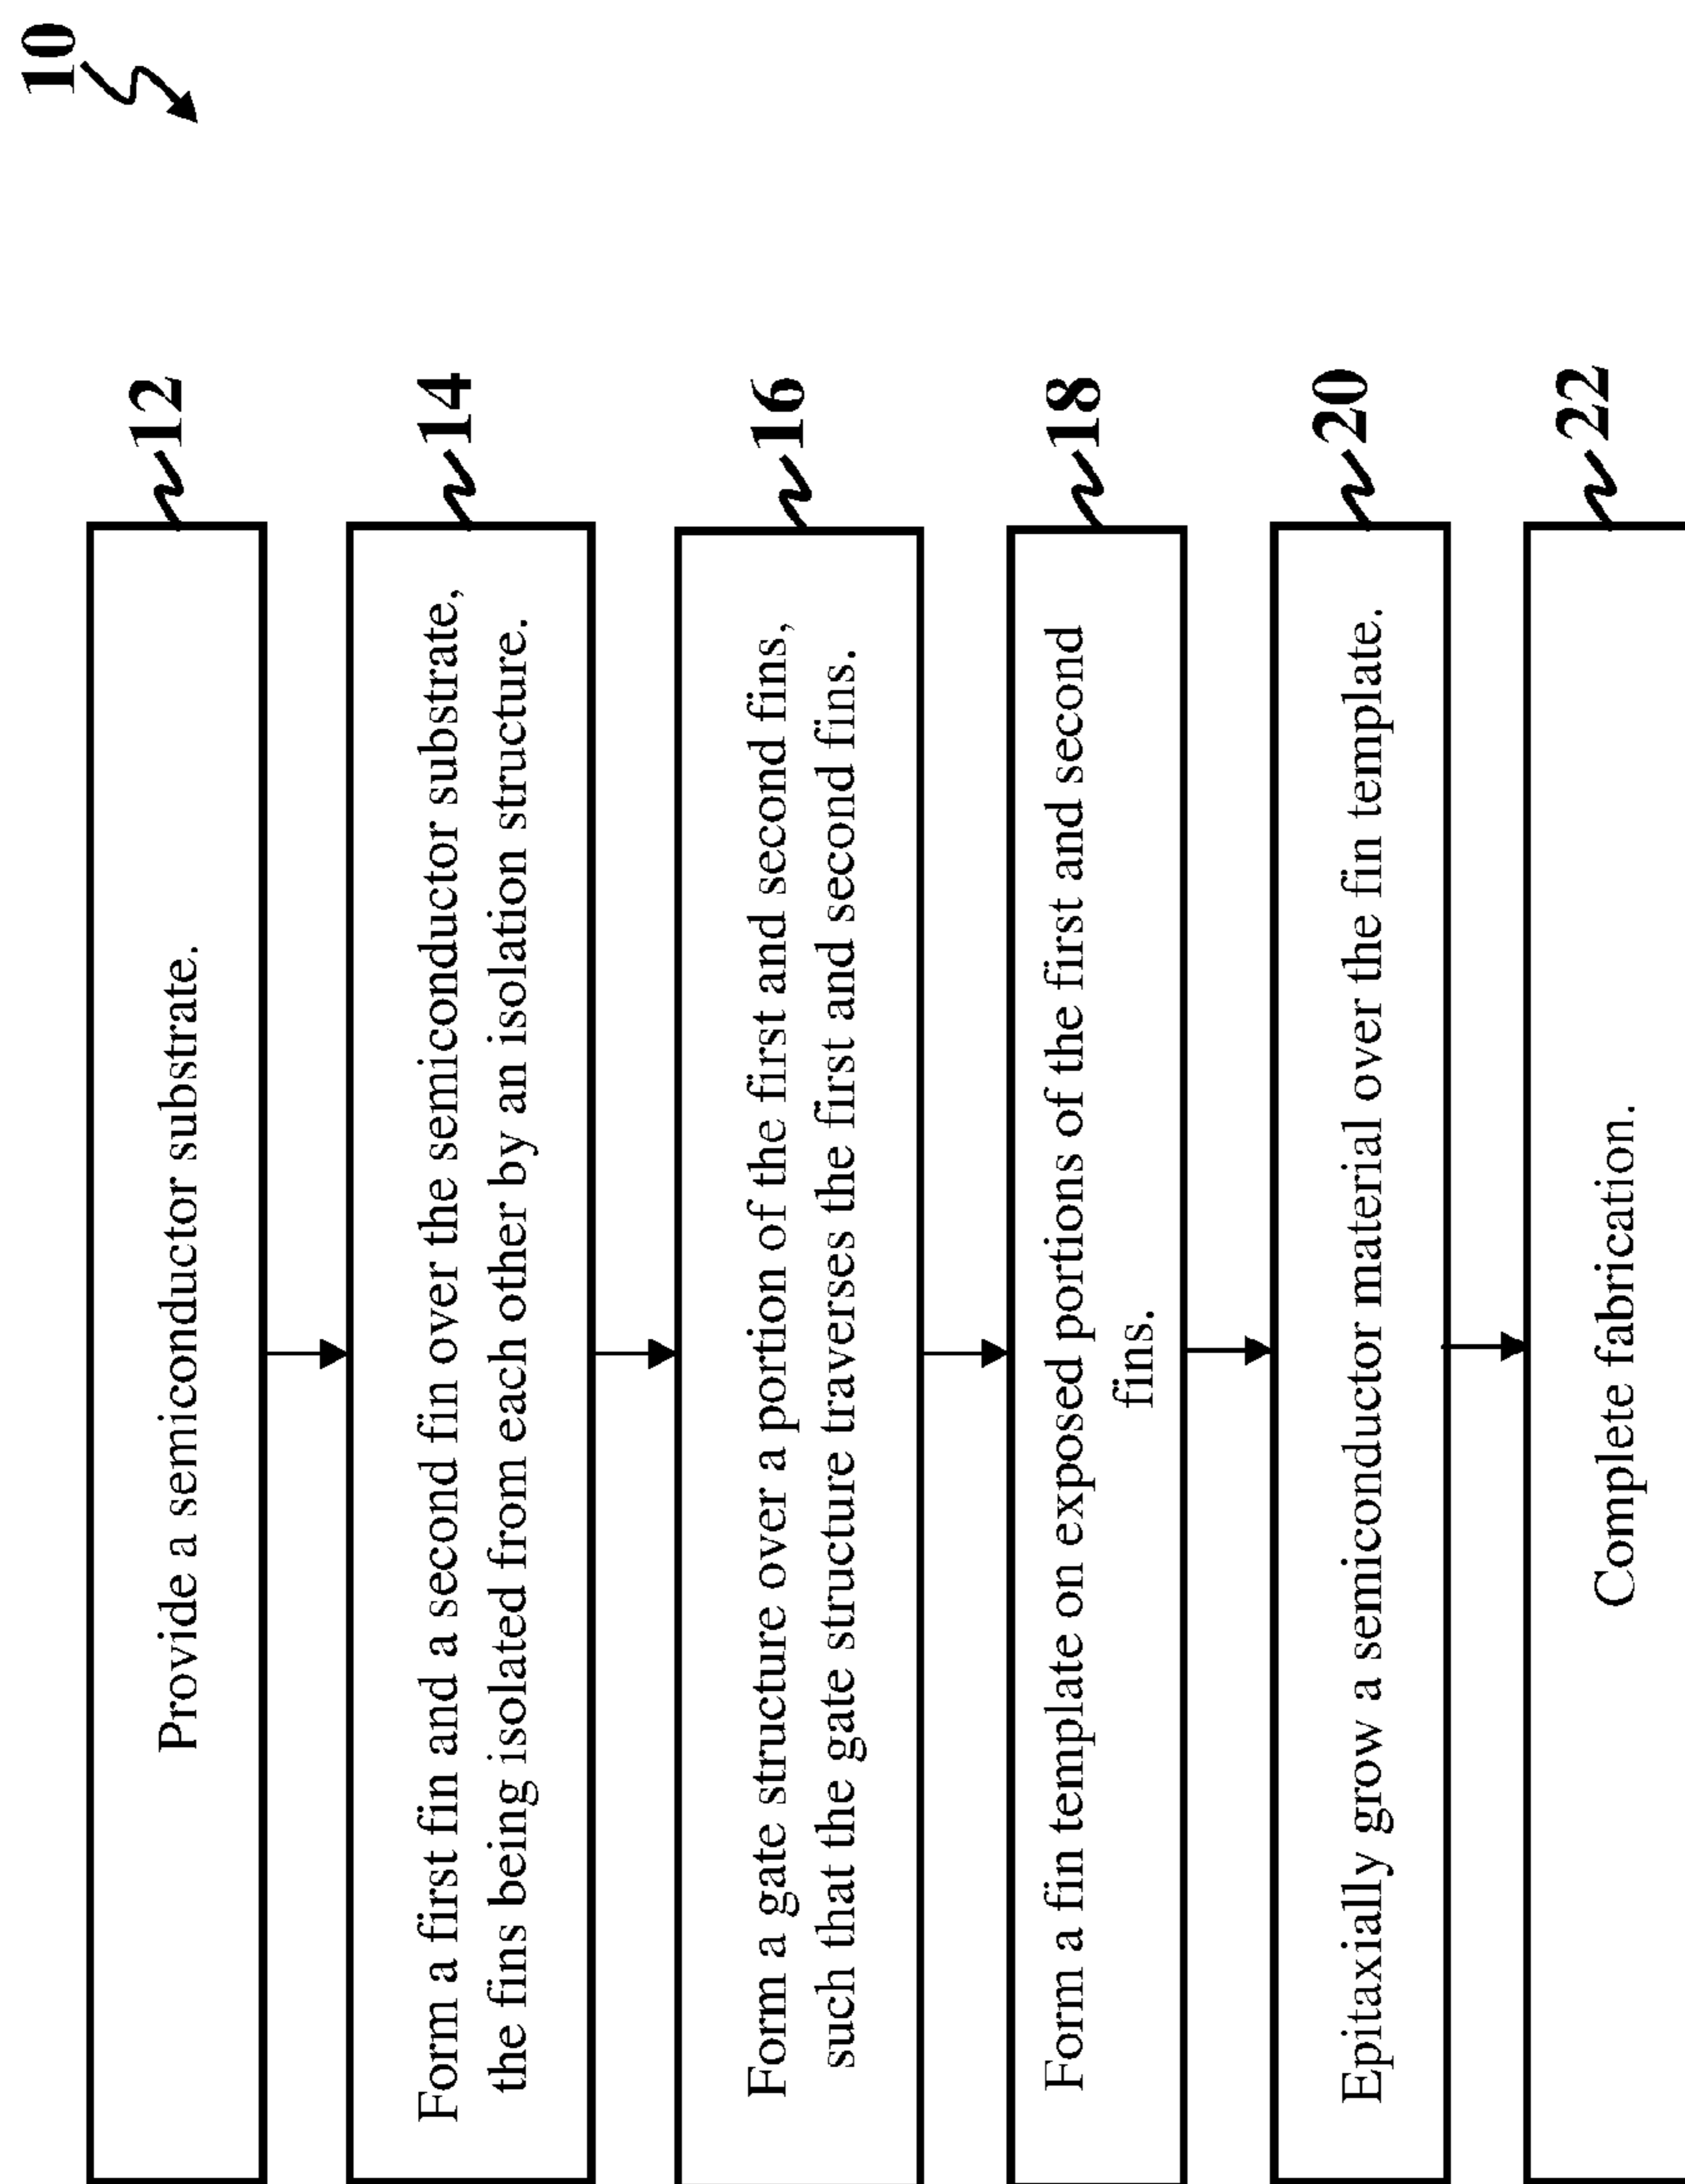 10
Provide a semiconductor substrate.
12
Form a first fin and a second fin over the semiconductor substrate,
the fins being isolated from each other by an isolation structure.
14
Form a gate structure over a portion of the first and second fins,
such that the gate structure traverses the first and second fins.
16
Form a fin template on exposed portions of the first and second
fins.
18
Epitaxially grow a semiconductor material over the fin template.
20
Complete fabrication.
22